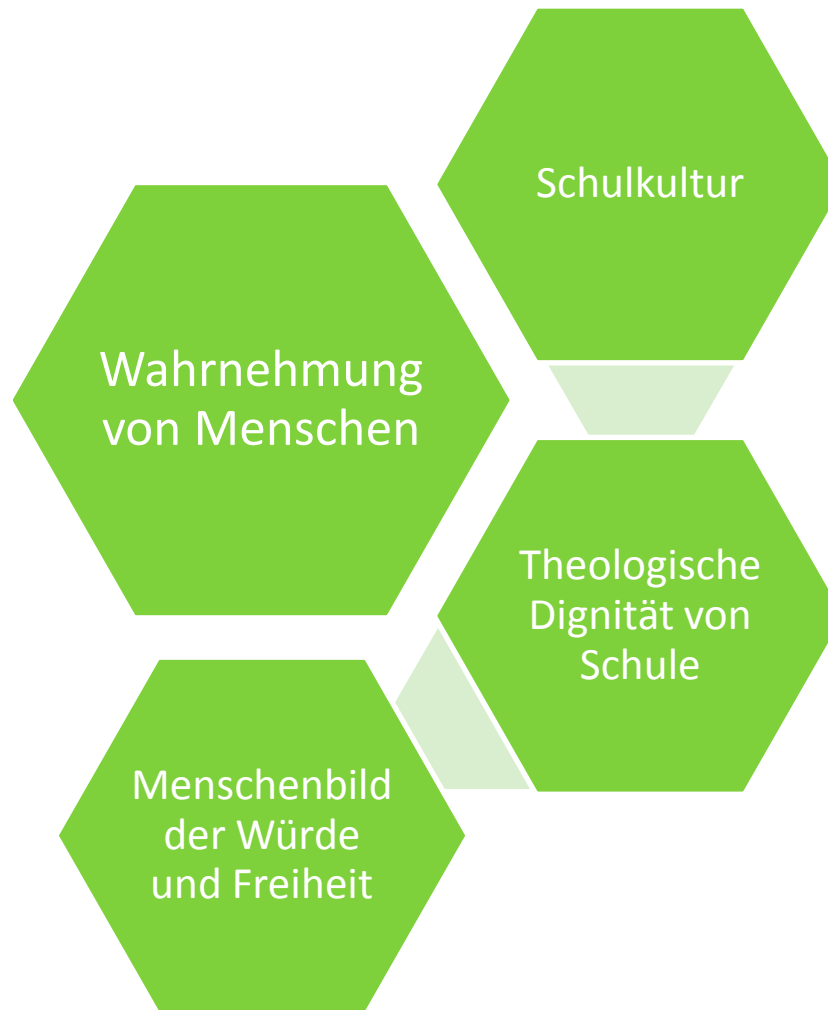 Schulkultur
Wahrnehmung
von Menschen
Theologische
Dignität von
Schule
Menschenbild
der Würde
und Freiheit